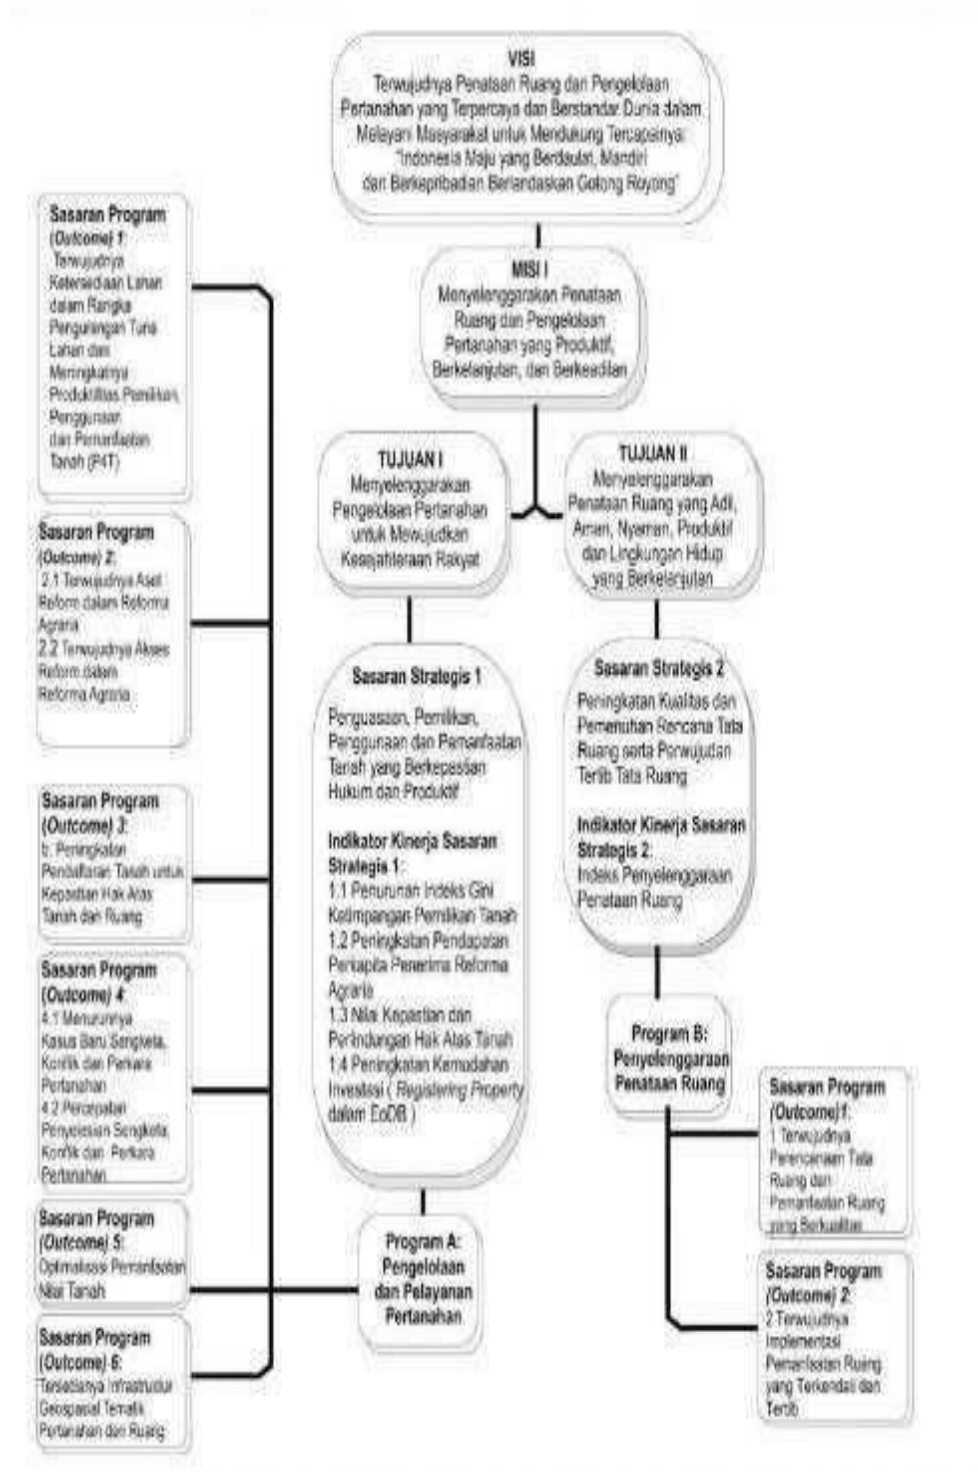 VISI
Terwujudnya Penataan Ruang dan Pengelolaan
Pertanahan yang Terpercaya dan Berstandar Dunia dalam
Melayani Masyarakat untuk Mendukung Tercapainya:
"Indonesia Maju yang Berdaulat, Mandiri
dan Berkepribadian Berlandaskan Gotong Royong"
MISI I
Menyelenggarakan Penataan
Ruang dan Pengelolaan
Pertanahan yang Produktif,
Berkelanjutan, dan Berkeadilan
TUJUAN I
Menyelenggarakan
Pengelolaan Pertanahan
untuk Mewujudkan
Kesejahteraan Rakyat
TUJUAN II
Menyelenggarakan
Penataan Ruang yang Adil,
Aman, Nyaman, Produktif
dan Lingkungan Hidup
yang Berkelanjutan
Sasaran Strategis 1
Penguasaan, Pemilikan,
Penggunaan dan Pemanfaatan
Tanah yang Berkepastian
Hukum dan Produktif
Indikator Kinerja Sasaran
Strategis 1:
1.1 Penurunan Indeks Gini
Ketimpangan Pemilikan Tanah
1.2 Peningkatan Pendapatan
Perkapita Penerima Reforma
Agraria
1.3 Nilai Kepastian dan
Perlindungan Hak Atas Tanah
1.4 Peningkatan Kemudahan
Investasi ( Registering Property
dalam EoDB )
Sasaran Strategis 2
Peningkatan Kualitas dan
Pemenuhan Rencana Tata
Ruang serta Perwujudan
Tertib Tata Ruang
Indikator Kinerja Sasaran
Strategis 2:
Indeks Penyelenggaraan
Penataan Ruang
Program A:
Pengelolaan
dan Pelayanan
Pertanahan
Program B:
Penyelenggaraan
Penataan Ruang
Sasaran Program
(Outcome) 1:
Terwujudnya
Ketersediaan Lahan
dalam Rangka
Pengurangan Tuna
Lahan dan
Meningkatnya
Produktifitas Pemilikan,
Penggunaan
dan Pemanfaatan
Tanah (P4T)
Sasaran Program
(Outcome) 2:
2.1 Terwujudnya Aset
Reform dalam Reforma
Agraria
2.2 Terwujudnya Akses
Reform dalam
Reforma Agraria
Sasaran Program
(Outcome) 3:
b. Peningkatan
Pendaftaran Tanah untuk
Kepastian Hak Atas
Tanah dan Ruang
Sasaran Program
(Outcome) 4:
4.1 Menurunnya
Kasus Baru Sengketa,
Konflik dan Perkara
Pertanahan
4.2 Percepatan
Penyelesian Sengketa,
Konflik dan Perkara
Pertanahan
Sasaran Program
(Outcome) 5:
Optimalisasi Pemanfaatan
Nilai Tanah
Sasaran Program
(Outcome) 6:
Tersedianya Infrastruktur
Geospasial Tematik
Pertanahan dan Ruang
Sasaran Program
(Outcome)1:
1 Terwujudnya
Perencanaan Tata
Ruang dan
Pemanfaatan Ruang
yang Berkualitas
Sasaran Program
(Outcome) 2:
2 Terwujudnya
Implementasi
Pemanfaatan Ruang
yang Terkendali dan
Tertib